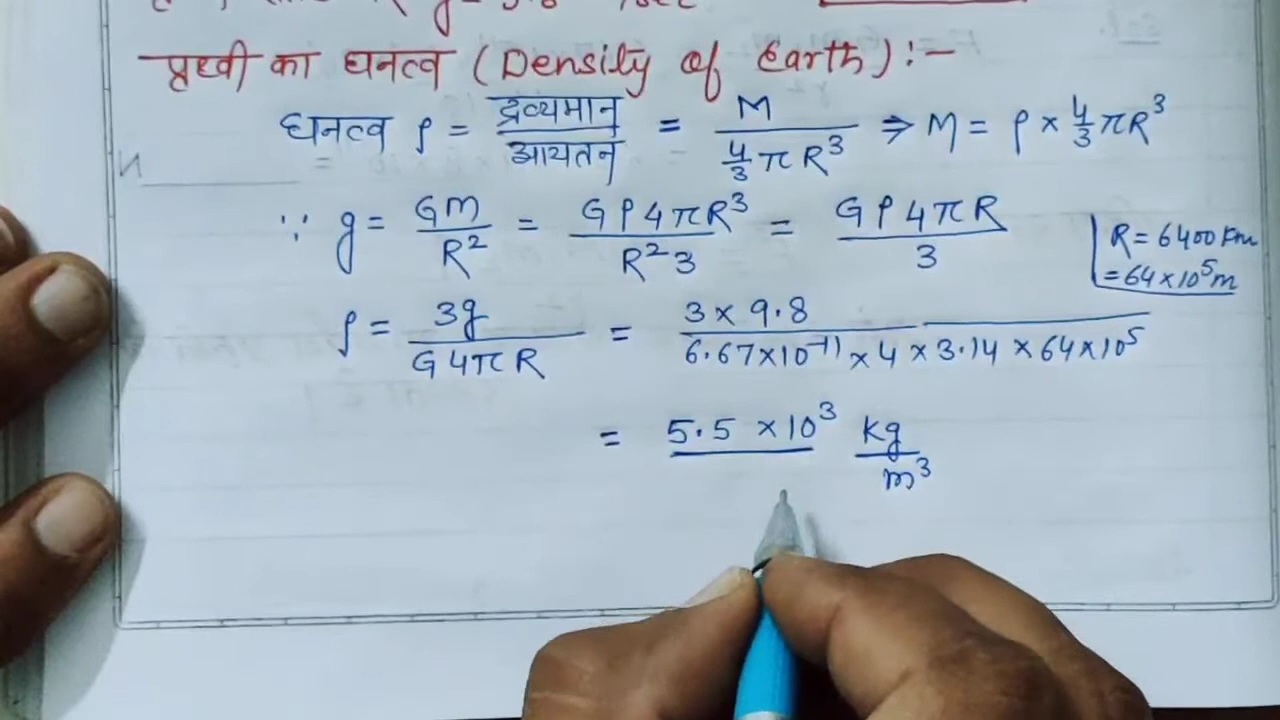 पृथ्वी का घनत्व (Density of Earth) :-
घनत्व ρ = द्रव्यमान / आयतन = M / 4/3 πR³ ⇒ M = ρ × 4/3 πR³
∵ g = GM / R² = Gρ4πR³ / R²3 = Gρ4πR / 3
R = 6400 Km
= 64×10⁵m
ρ = 3g / G4πR = 3 × 9.8 / 6.67×10⁻¹¹ × 4 × 3.14 × 64×10⁵
= 5.5 ×10³ kg / m³